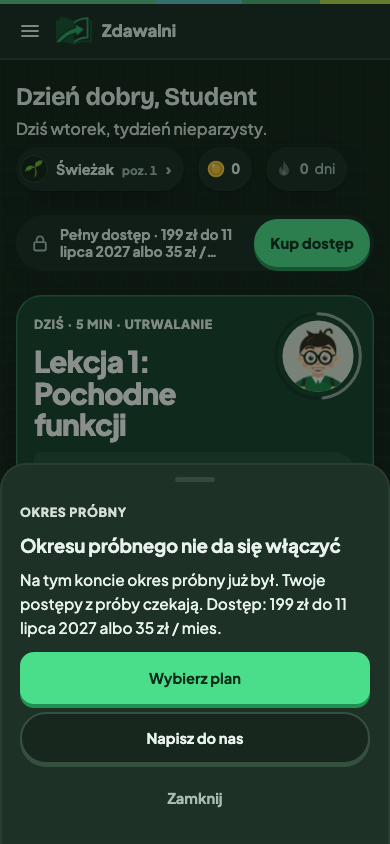 Zdawalni
Dzień dobry, Student
Dziś wtorek, tydzień nieparzysty.
Świeżak poz. 1 › 0 0 dni
Pełny dostęp · 199 zł do 11
lipca 2027 albo 35 zł /...
Kup dostęp
DZIŚ · 5 MIN · UTRWALANIE
Lekcja 1:
Pochodne
funkcji
OKRES PRÓBNY
Okresu próbnego nie da się włączyć
Na tym koncie okres próbny już był. Twoje
postępy z próby czekają. Dostęp: 199 zł do 11
lipca 2027 albo 35 zł / mies.
Wybierz plan
Napisz do nas
Zamknij